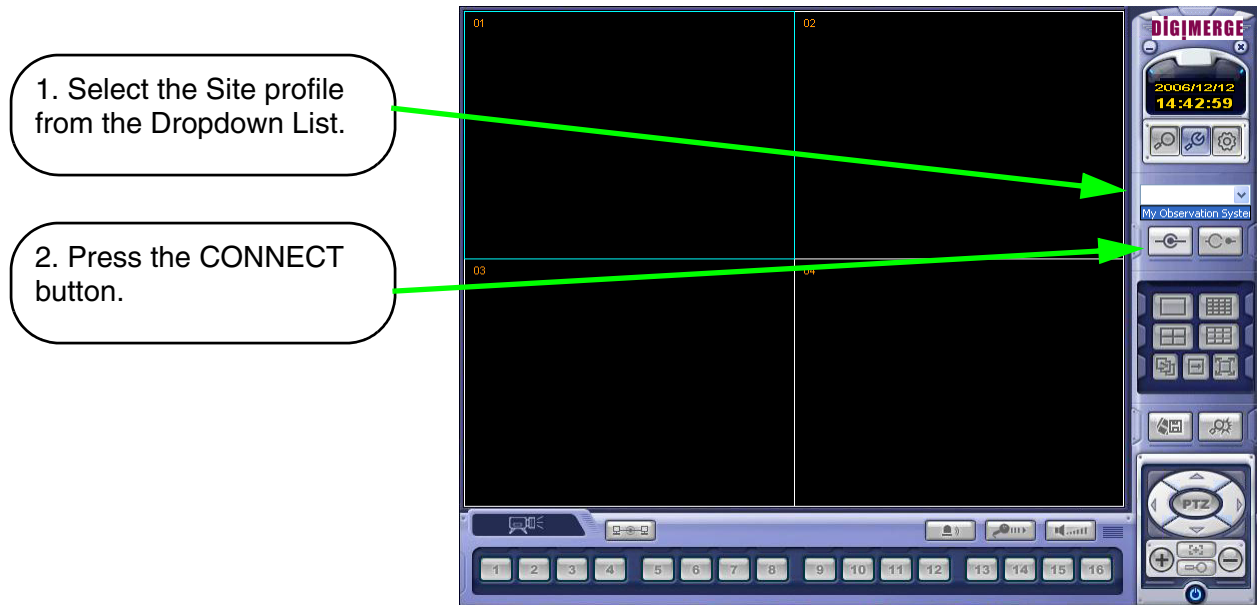 1. Select the Site profile
from the Dropdown List.
2. Press the CONNECT
button.
01
02
03
04
DIGIMERGE
2006/12/12
14:42:59
My Observation Syste
PTZ
1 2 3 4 5 6 7 8 9 10 11 12 13 14 15 16